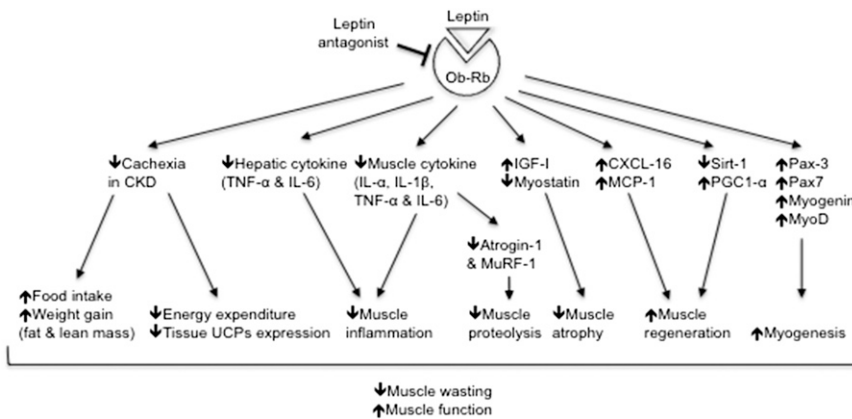 Leptin
Leptin
antagonist
Ob-Rb
↓Cachexia
in CKD
↓Hepatic cytokine
(TNF-α & IL-6)
↓Muscle cytokine
(IL-α, IL-1β,
TNF-α & IL-6)
↑IGF-I
↓Myostatin
↑CXCL-16
↑MCP-1
↓Sirt-1
↑PGC1-α
↑Pax-3
↑Pax7
↑Myogenin
↑MyoD
↓Atrogin-1
& MuRF-1
↑Food intake
↑Weight gain
(fat & lean mass)
↓Energy expenditure
↓Tissue UCPs expression
↓Muscle
inflammation
↓Muscle
proteolysis
↓Muscle
atrophy
↑Muscle
regeneration
↑Myogenesis
↓Muscle wasting
↑Muscle function